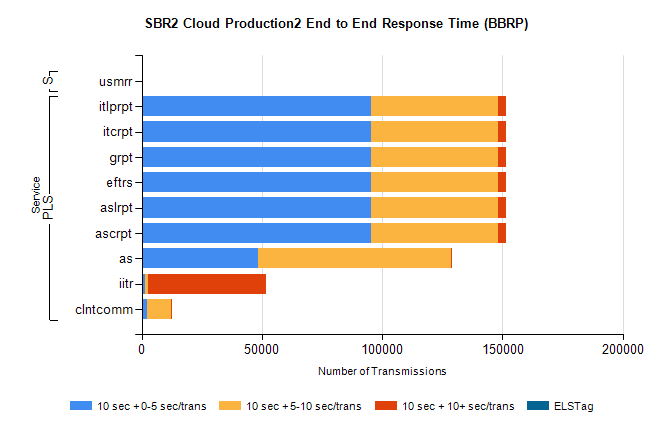 SBR2 Cloud Production2 End to End Response Time (BBRP)
S
usmrr
itlprpt
itcrpt
grpt
eftrs
Service
PLS
aslrpt
ascrpt
as
iitr
clntcomm
0 50000 100000 150000 200000
Number of Transmissions
10 sec +0-5 sec/trans 10 sec +5-10 sec/trans 10 sec + 10+ sec/trans ELSTag